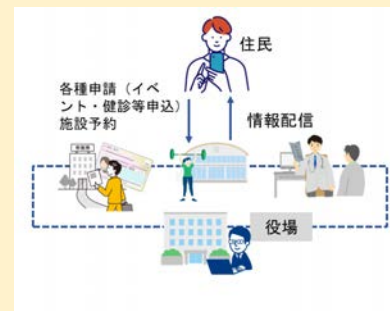 住民
各種申請（イベ
ント・健診等申込）
施設予約
情報配信
役場